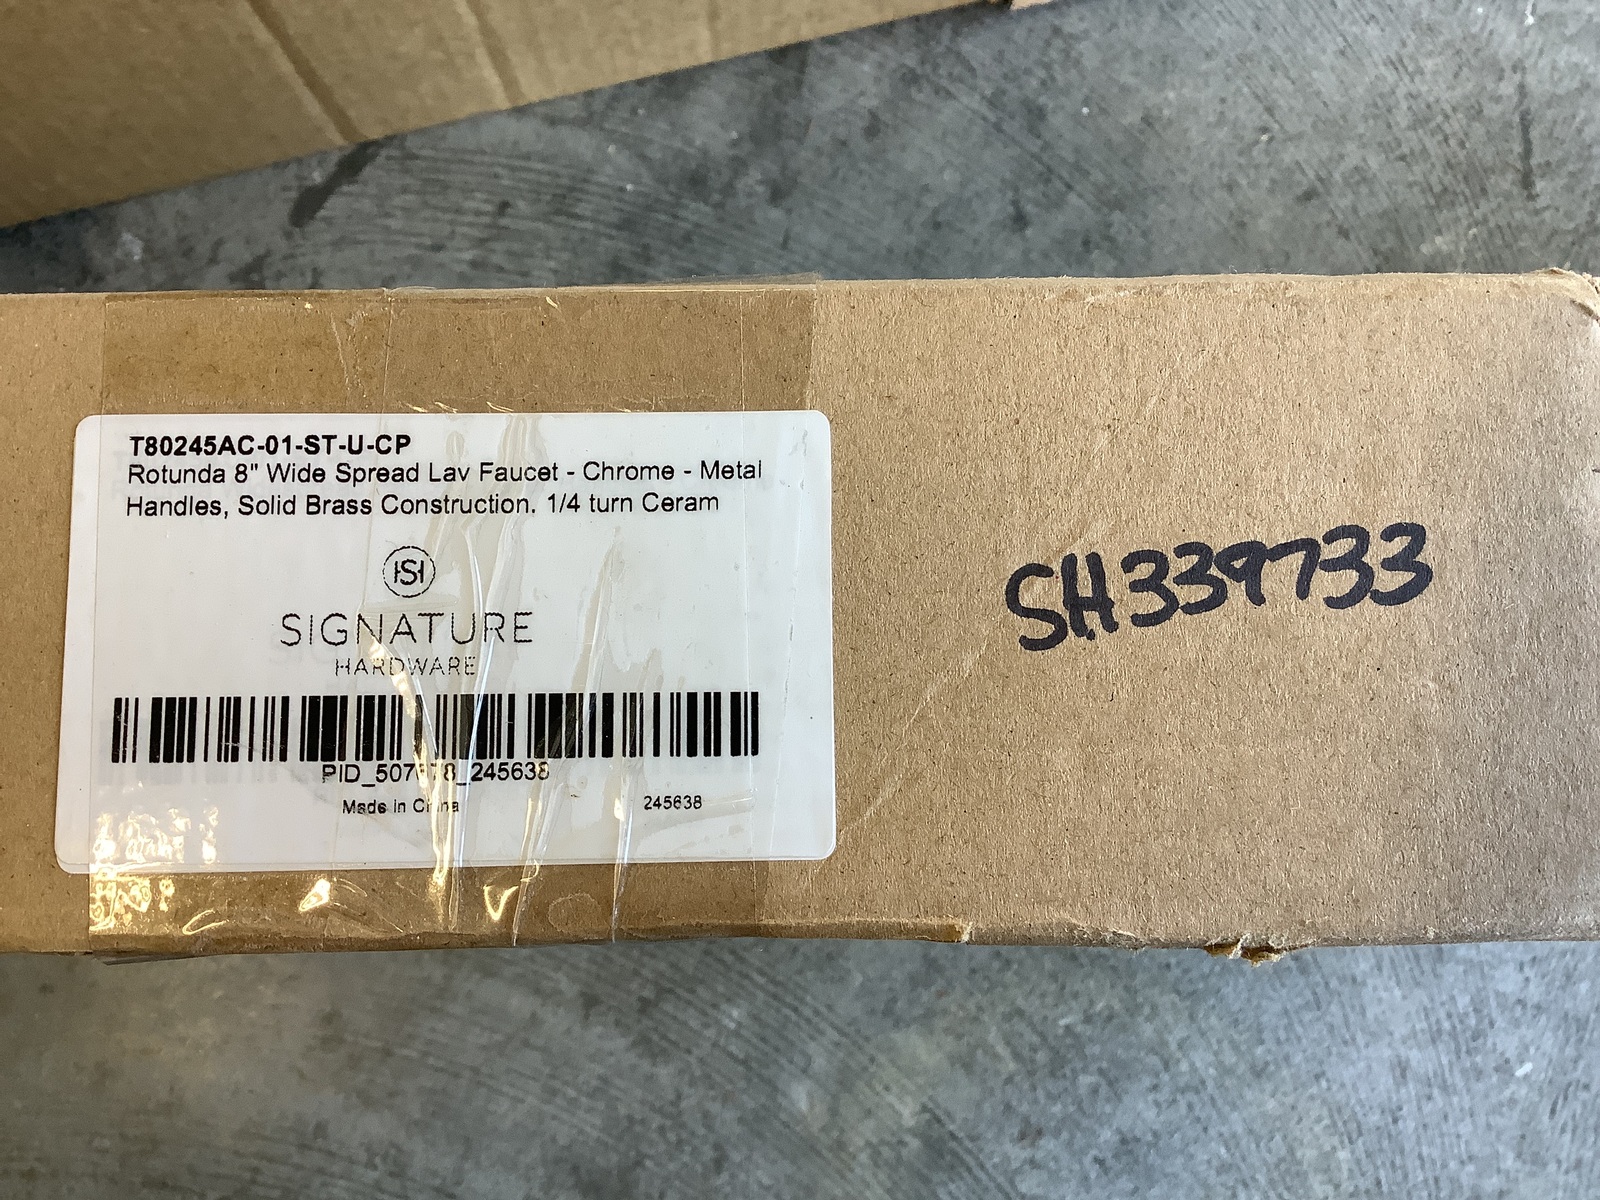 T80245AC-01-ST-U-CP
Rotunda 8" Wide Spread Lav Faucet - Chrome - Metal
Handles, Solid Brass Construction. 1/4 turn Ceram
SIGNATURE
HARDWARE
Made in China
245638
SH339733